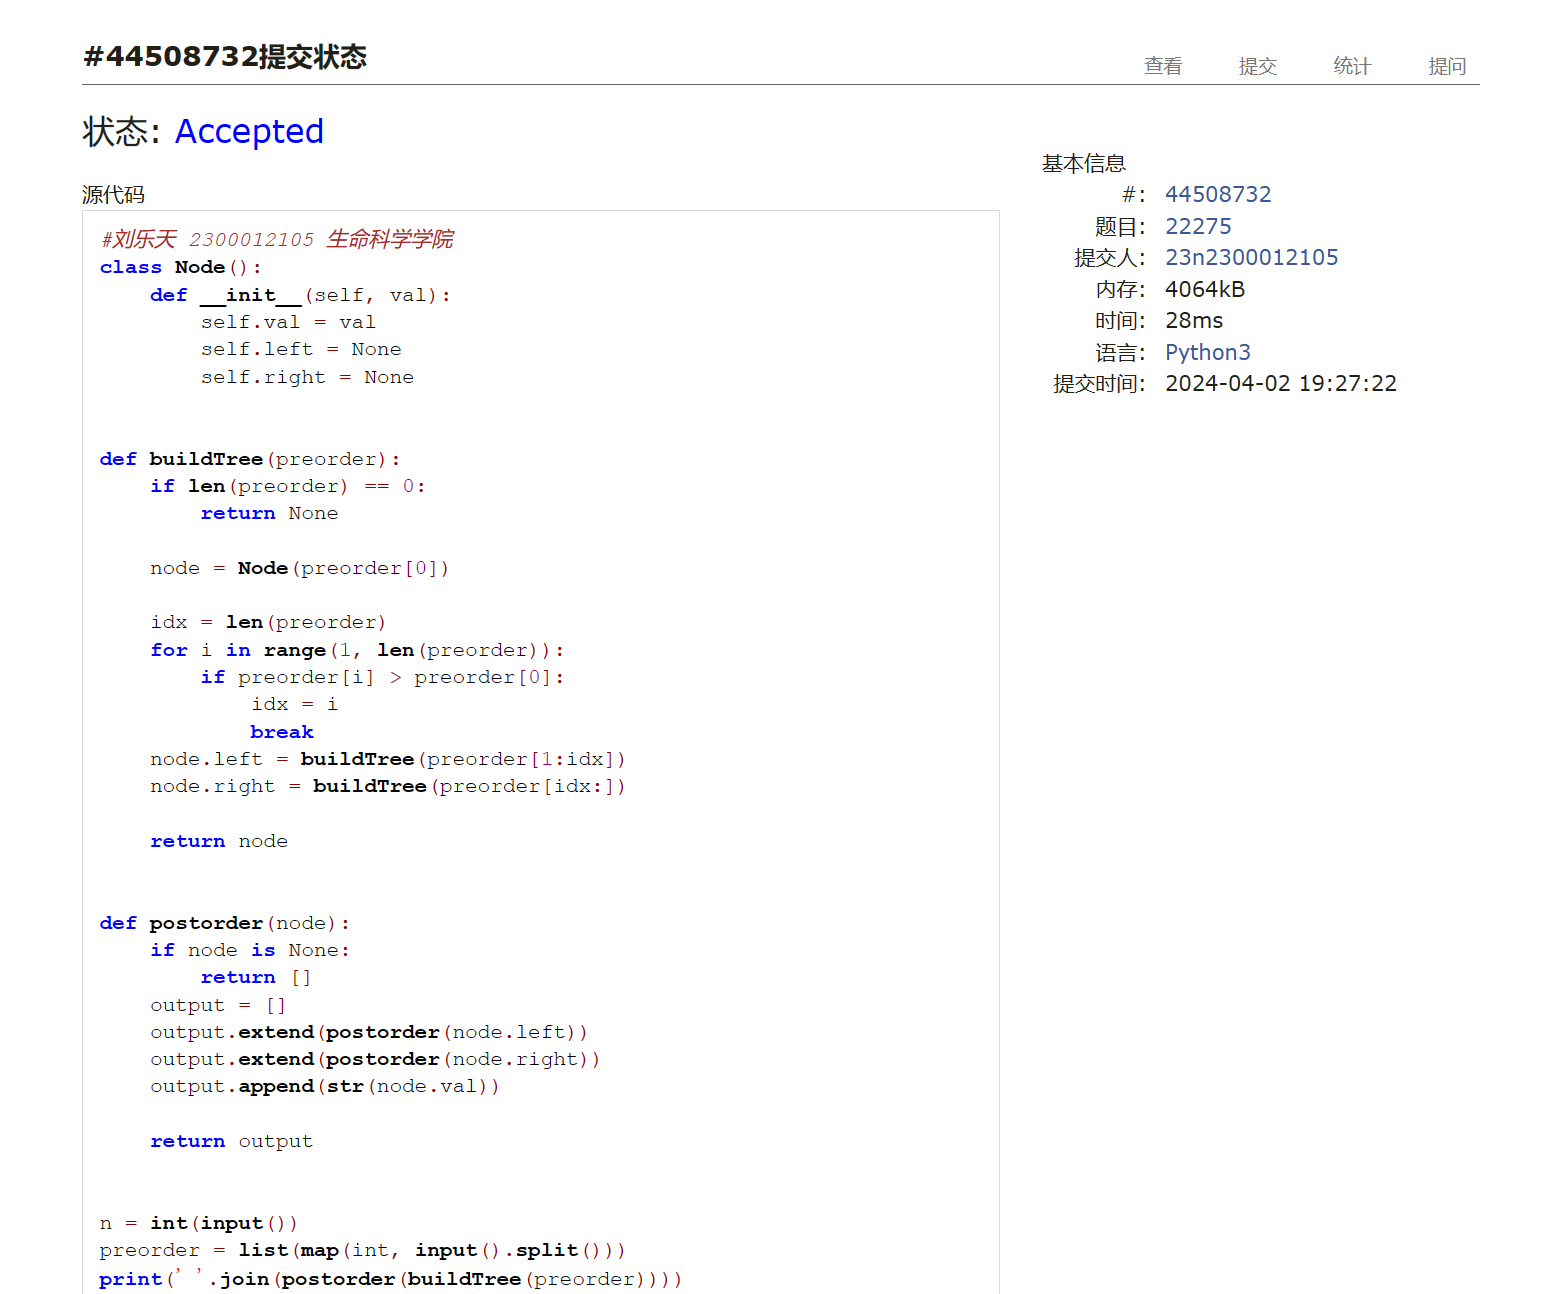 #44508732提交状态
查看 提交 统计 提问
状态: Accepted
基本信息
#: 44508732
题目: 22275
提交人: 23n2300012105
内存: 4064kB
时间: 28ms
语言: Python3
提交时间: 2024-04-02 19:27:22
源代码
#刘乐天 2300012105 生命科学学院
class Node():
    def __init__(self, val):
        self.val = val
        self.left = None
        self.right = None
def buildTree(preorder):
    if len(preorder) == 0:
        return None
    node = Node(preorder[0])
    idx = len(preorder)
    for i in range(1, len(preorder)):
        if preorder[i] > preorder[0]:
            idx = i
            break
    node.left = buildTree(preorder[1:idx])
    node.right = buildTree(preorder[idx:])
    return node
def postorder(node):
    if node is None:
        return []
    output = []
    output.extend(postorder(node.left))
    output.extend(postorder(node.right))
    output.append(str(node.val))
    return output
n = int(input())
preorder = list(map(int, input().split()))
print(' '.join(postorder(buildTree(preorder))))